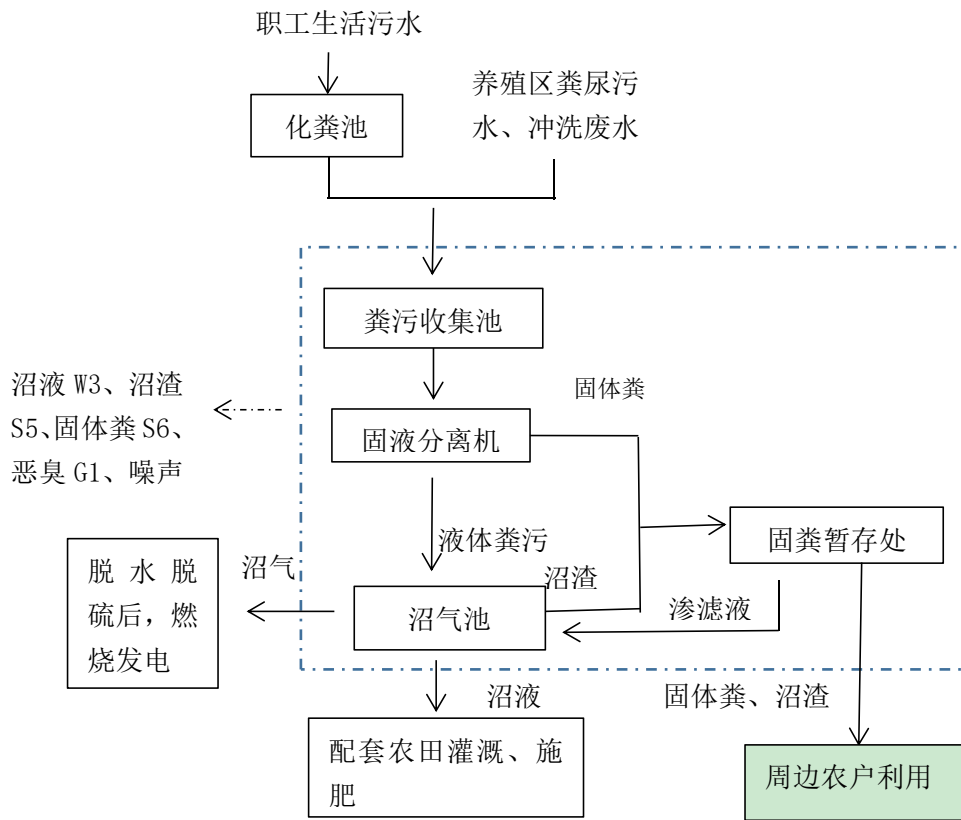 职工生活污水
养殖区粪尿污
水、冲洗废水
化粪池
粪污收集池
固体粪
沼液 W3、沼渣
S5、固体粪 S6、
恶臭 G1、噪声
固液分离机
液体粪污
固粪暂存处
沼气
沼渣
脱水脱
硫后，燃
烧发电
沼气池
渗滤液
沼液
固体粪、沼渣
配套农田灌溉、施
肥
周边农户利用